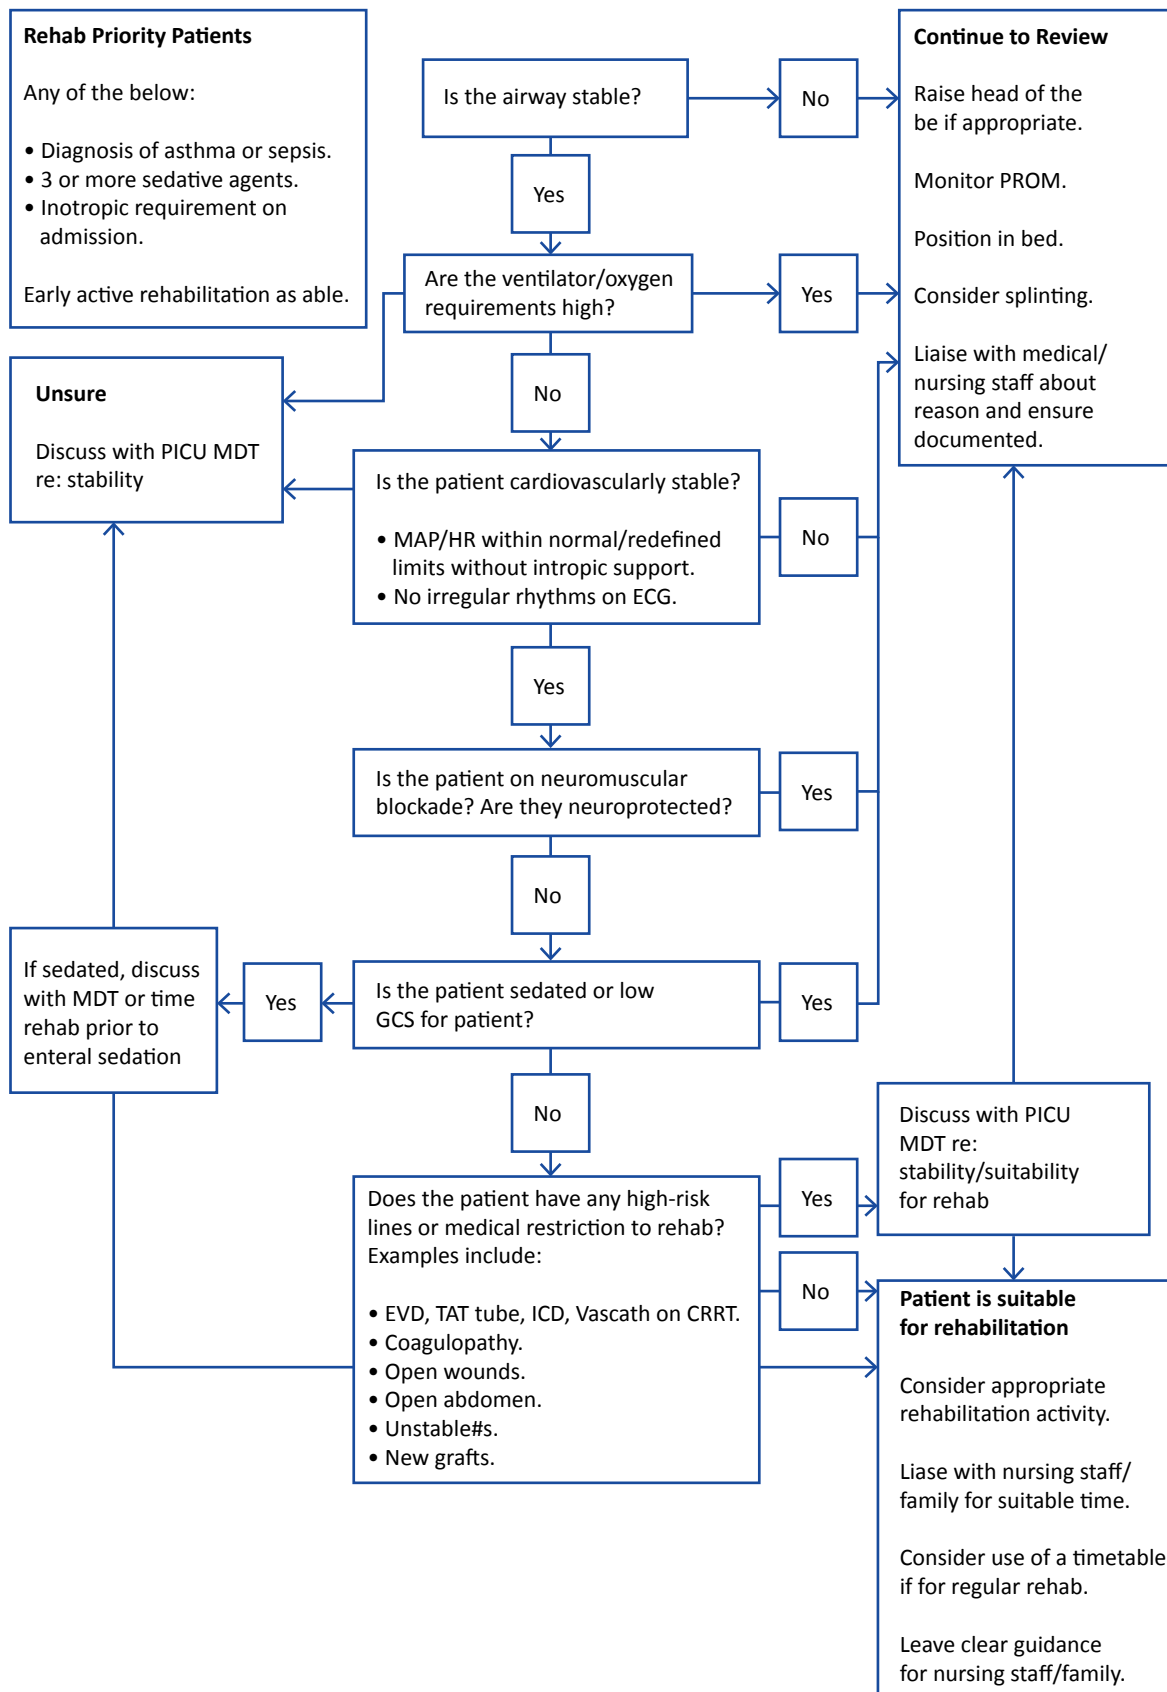 Rehab Priority Patients
Any of the below:
• Diagnosis of asthma or sepsis.
• 3 or more sedative agents.
• Inotropic requirement on
admission.
Early active rehabilitation as able.
Is the airway stable?
No
Continue to Review
Raise head of the
be if appropriate.
Monitor PROM.
Position in bed.
Consider splinting.
Liaise with medical/
nursing staff about
reason and ensure
documented.
Yes
Are the ventilator/oxygen
requirements high?
Yes
No
Unsure
Discuss with PICU MDT
re: stability
Is the patient cardiovascularly stable?
• MAP/HR within normal/redefined
limits without intropic support.
• No irregular rhythms on ECG.
No
Yes
Is the patient on neuromuscular
blockade? Are they neuroprotected?
Yes
No
If sedated, discuss
with MDT or time
rehab prior to
enteral sedation
Yes
Is the patient sedated or low
GCS for patient?
Yes
No
Discuss with PICU
MDT re:
stability/suitability
for rehab
Does the patient have any high-risk
lines or medical restriction to rehab?
Examples include:
• EVD, TAT tube, ICD, Vascath on CRRT.
• Coagulopathy.
• Open wounds.
• Open abdomen.
• Unstable#s.
• New grafts.
Yes
No
Patient is suitable
for rehabilitation
Consider appropriate
rehabilitation activity.
Liase with nursing staff/
family for suitable time.
Consider use of a timetable
if for regular rehab.
Leave clear guidance
for nursing staff/family.